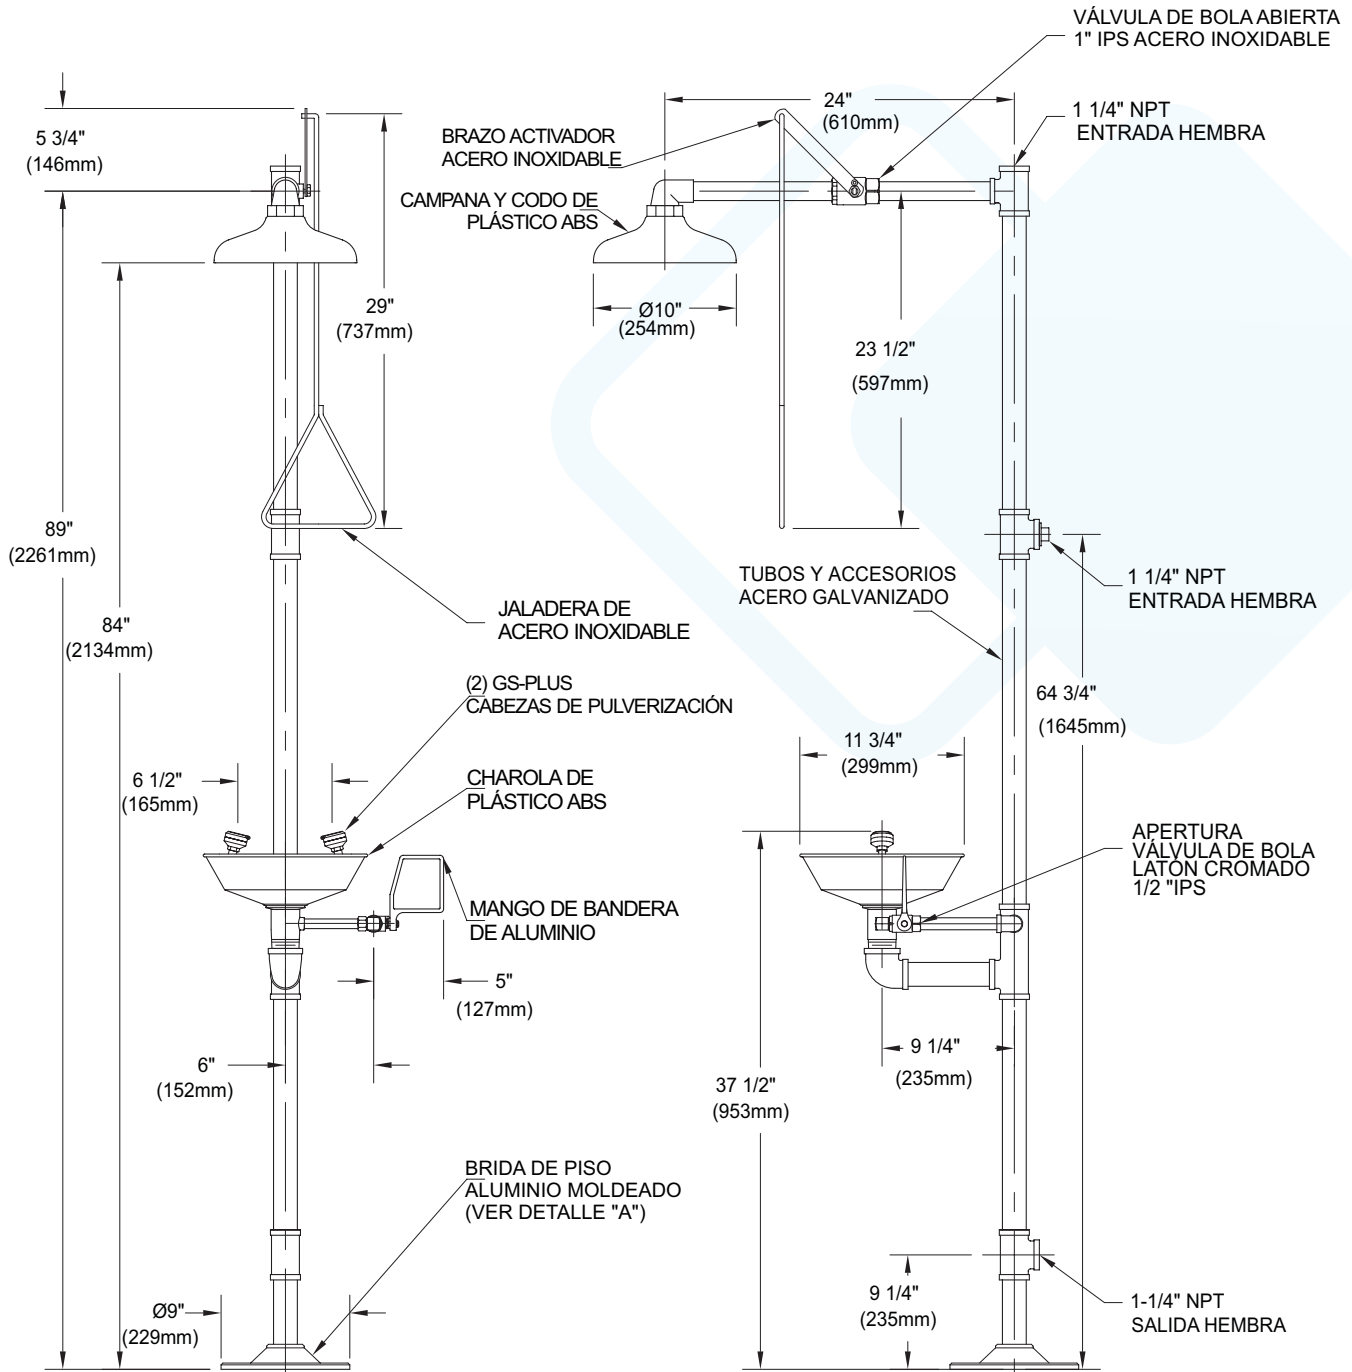 VÁLVULA DE BOLA ABIERTA
1" IPS ACERO INOXIDABLE
24"
(610mm)
1 1/4" NPT
ENTRADA HEMBRA
5 3/4"
(146mm)
BRAZO ACTIVADOR
ACERO INOXIDABLE
CAMPANA Y CODO DE
PLÁSTICO ABS
29"
(737mm)
Ø10"
(254mm)
23 1/2"
(597mm)
89"
(2261mm)
84"
(2134mm)
JALADERA DE
ACERO INOXIDABLE
TUBOS Y ACCESORIOS
ACERO GALVANIZADO
1 1/4" NPT
ENTRADA HEMBRA
(2) GS-PLUS
CABEZAS DE PULVERIZACIÓN
64 3/4"
(1645mm)
11 3/4"
(299mm)
6 1/2"
(165mm)
CHAROLA DE
PLÁSTICO ABS
APERTURA
VÁLVULA DE BOLA
LATÓN CROMADO
1/2 "IPS
MANGO DE BANDERA
DE ALUMINIO
5"
(127mm)
6"
(152mm)
9 1/4"
(235mm)
37 1/2"
(953mm)
BRIDA DE PISO
ALUMINIO MOLDEADO
(VER DETALLE "A")
Ø9"
(229mm)
9 1/4"
(235mm)
1-1/4" NPT
SALIDA HEMBRA